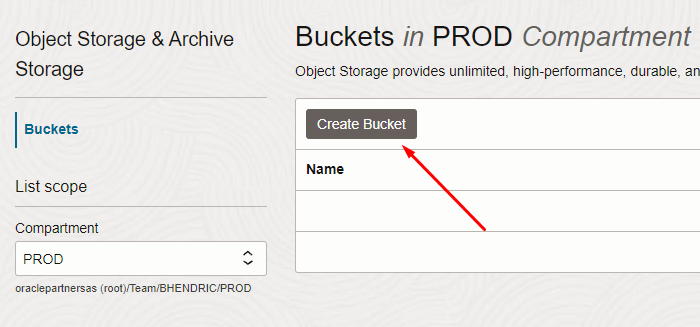 Object Storage & Archive
Storage
Buckets
List scope
Compartment
PROD
oraclepartnersas (root)/Team/BHENDRIC/PROD
Buckets in PROD Compartment
Object Storage provides unlimited, high-performance, durable, an
Create Bucket
Name